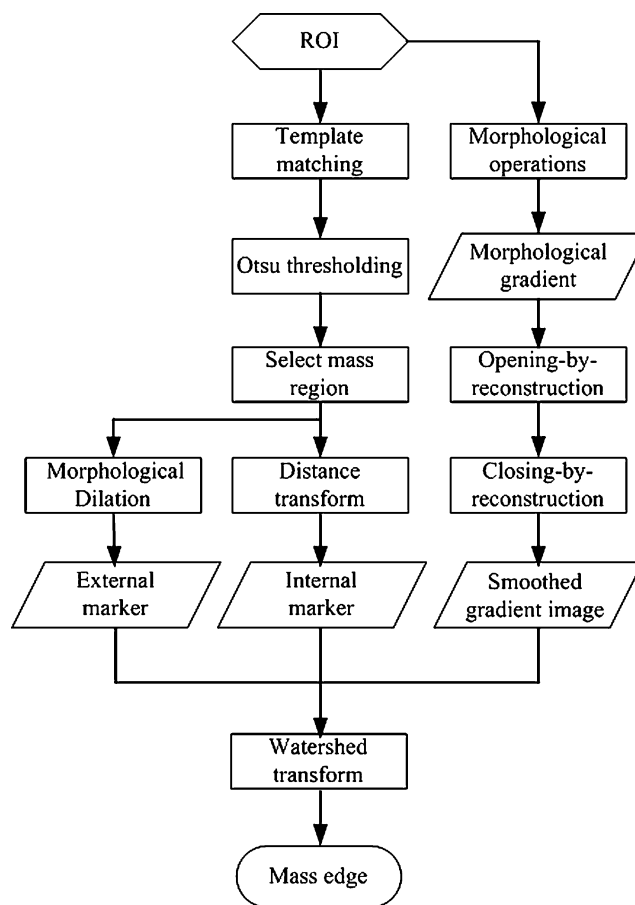 ROI
Template
matching
Morphological
operations
Otsu thresholding
Morphological
gradient
Select mass
region
Opening-by-
reconstruction
Morphological
Dilation
Distance
transform
Closing-by-
reconstruction
External
marker
Internal
marker
Smoothed
gradient image
Watershed
transform
Mass edge